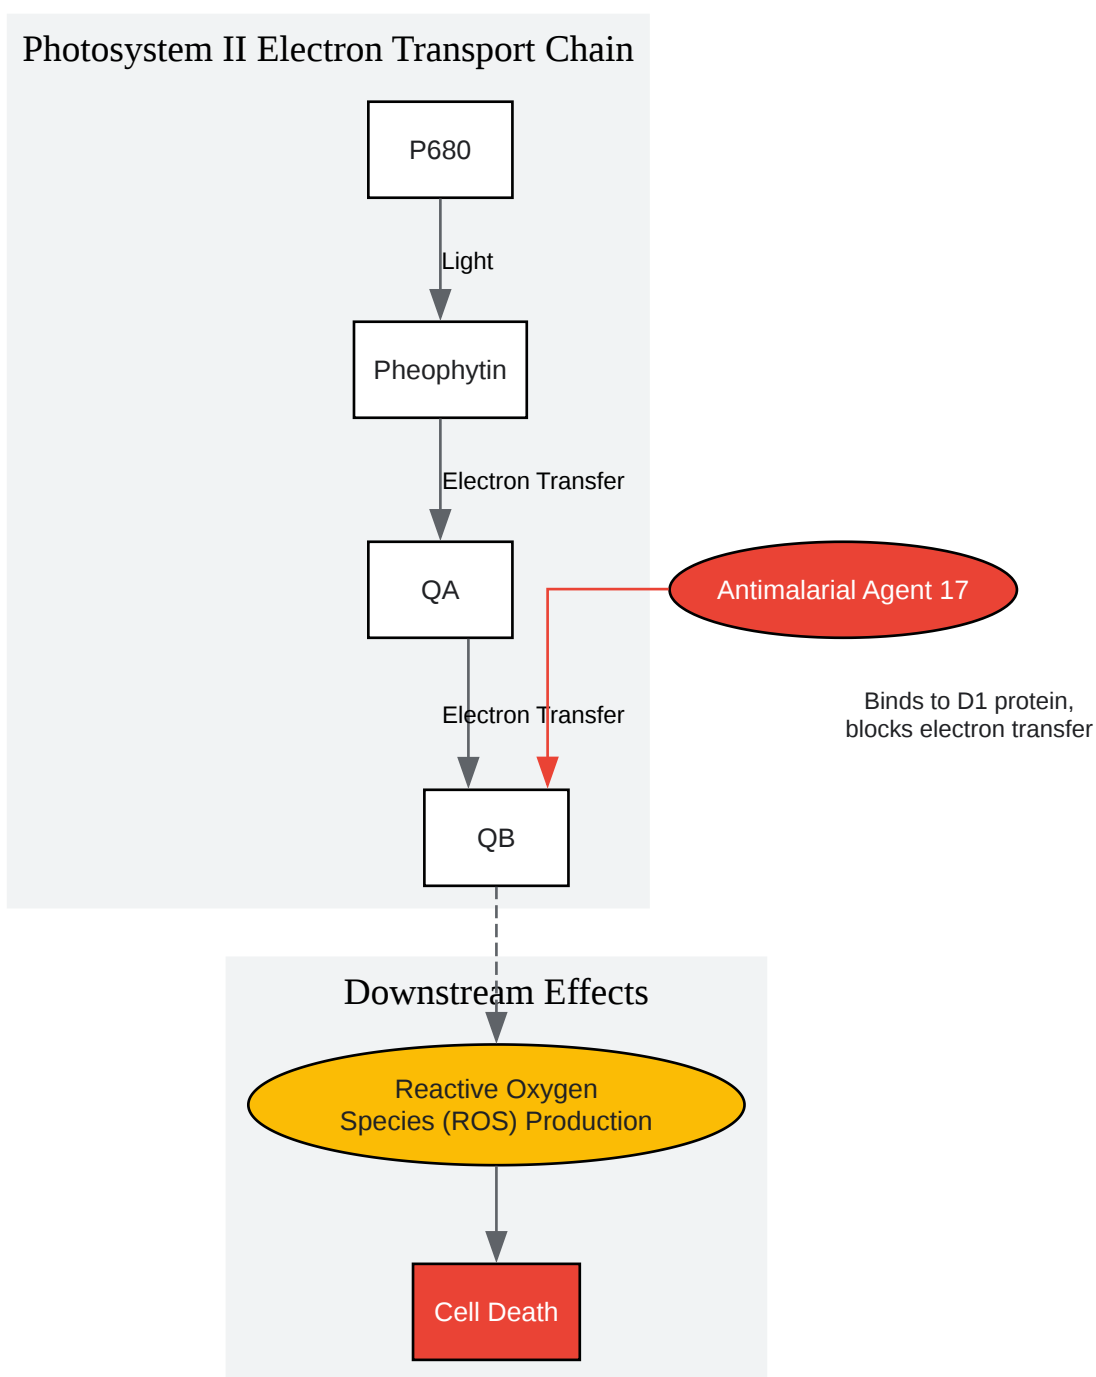 Photosystem II Electron Transport Chain
P680
Light
Pheophytin
Electron Transfer
QA
Antimalarial Agent 17
Electron Transfer
Binds to D1 protein,
blocks electron transfer
QB
Downstream Effects
Reactive Oxygen
Species (ROS) Production
Cell Death